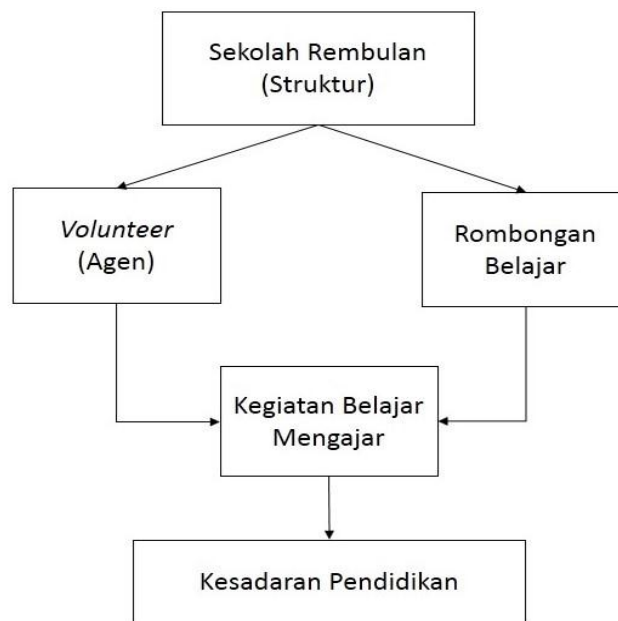 Sekolah Rembulan
(Struktur)
Volunteer
(Agen)
Rombongan
Belajar
Kegiatan Belajar
Mengajar
Kesadaran Pendidikan